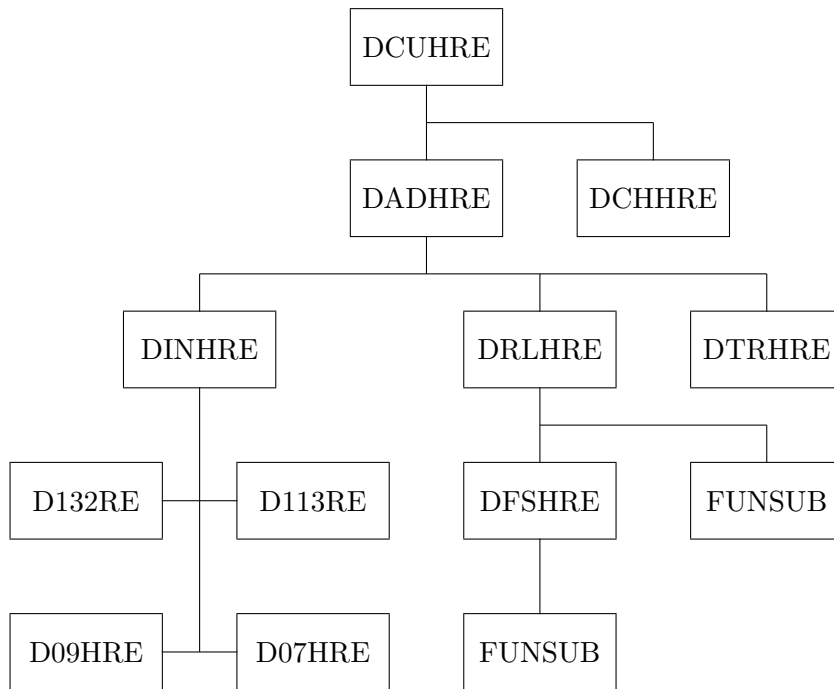 DCUHRE
DADHRE
DCHHRE
DINHRE
DRLHRE
DTRHRE
D132RE
D113RE
DFSHRE
FUNSUB
D09HRE
D07HRE
FUNSUB